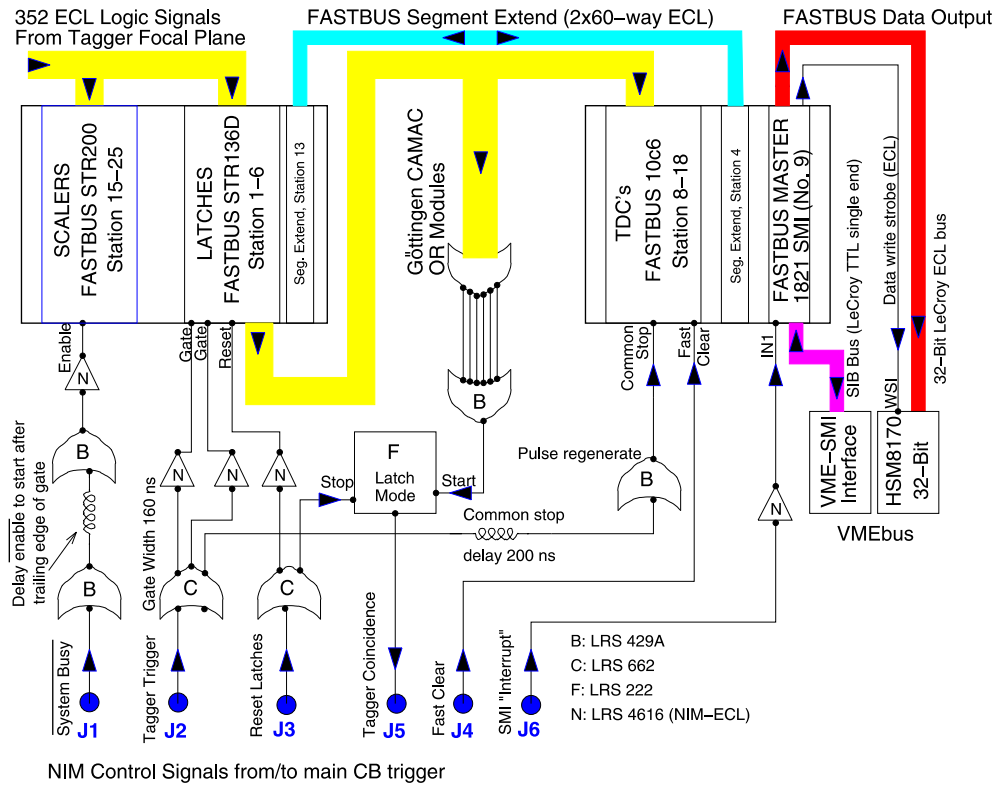 352 ECL Logic Signals
From Tagger Focal Plane
FASTBUS Segment Extend (2x60−way ECL)
FASTBUS Data Output
SCALERS
FASTBUS STR200
Station 15−25
LATCHES
FASTBUS STR136D
Station 1−6
Seg. Extend, Station 13
Göttingen CAMAC
OR Modules
TDC's
FASTBUS 10c6
Station 8−18
Seg. Extend, Station 4
FASTBUS MASTER
1821 SMI (No. 9)
Data write strobe (ECL)
32−Bit LeCroy ECL bus
SIB Bus (LeCroy TTL single end)
Enable
Gate
Gate
Reset
Common
Stop
Fast
Clear
IN1
N
B
B
F
Latch
Mode
Stop
Start
Pulse regenerate
B
VME−SMI
Interface
HSM8170
WSI
32−Bit
VMEbus
N
N
N
N
Delay enable to start after
trailing edge of gate
Gate Width 160 ns
Common stop
delay 200 ns
B
C
C
System Busy
J1
Tagger Trigger
J2
Reset Latches
J3
Tagger Coincidence
J5
Fast Clear
J4
SMI "Interrupt"
J6
B: LRS 429A
C: LRS 662
F: LRS 222
N: LRS 4616 (NIM−ECL)
NIM Control Signals from/to main CB trigger